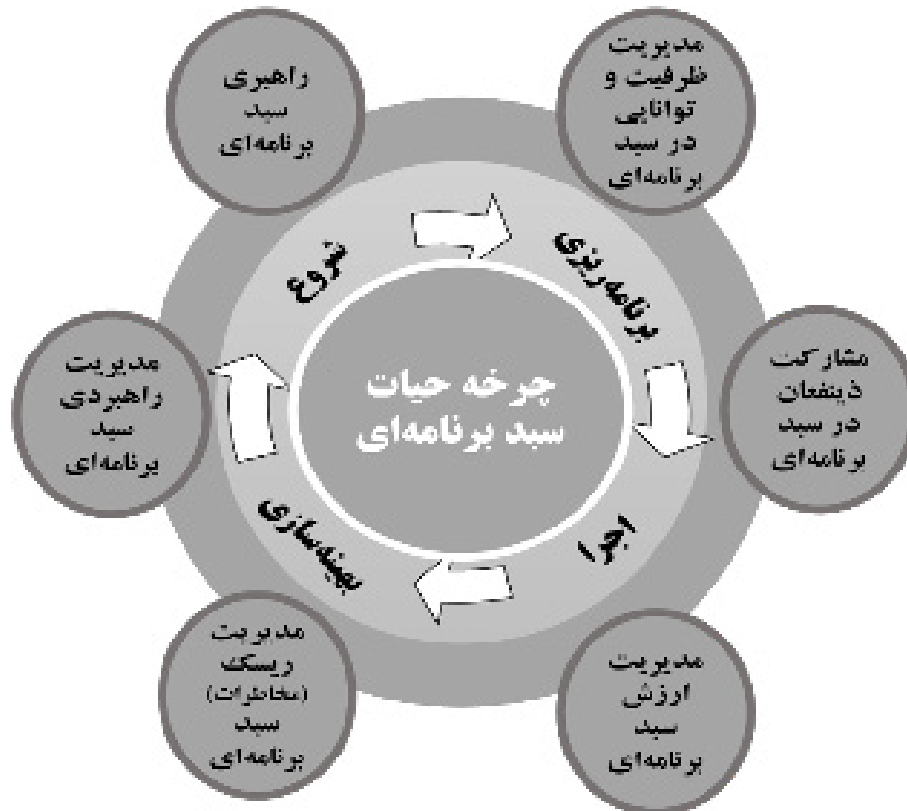 راهبری
سبد
برنامه‌ای
مدیریت
ظرفیت و
توانایی
در سبد
برنامه‌ای
مشارکت
ذینفعان
در سبد
برنامه‌ای
مدیریت
ارزش
سبد
برنامه‌ای
مدیریت
ریسک
(مخاطرات)
سبد
برنامه‌ای
مدیریت
راهبردی
سبد
برنامه‌ای
شروع
برنامه‌ریزی
اجرا
بهینه‌سازی
چرخه حیات
سبد برنامه‌ای